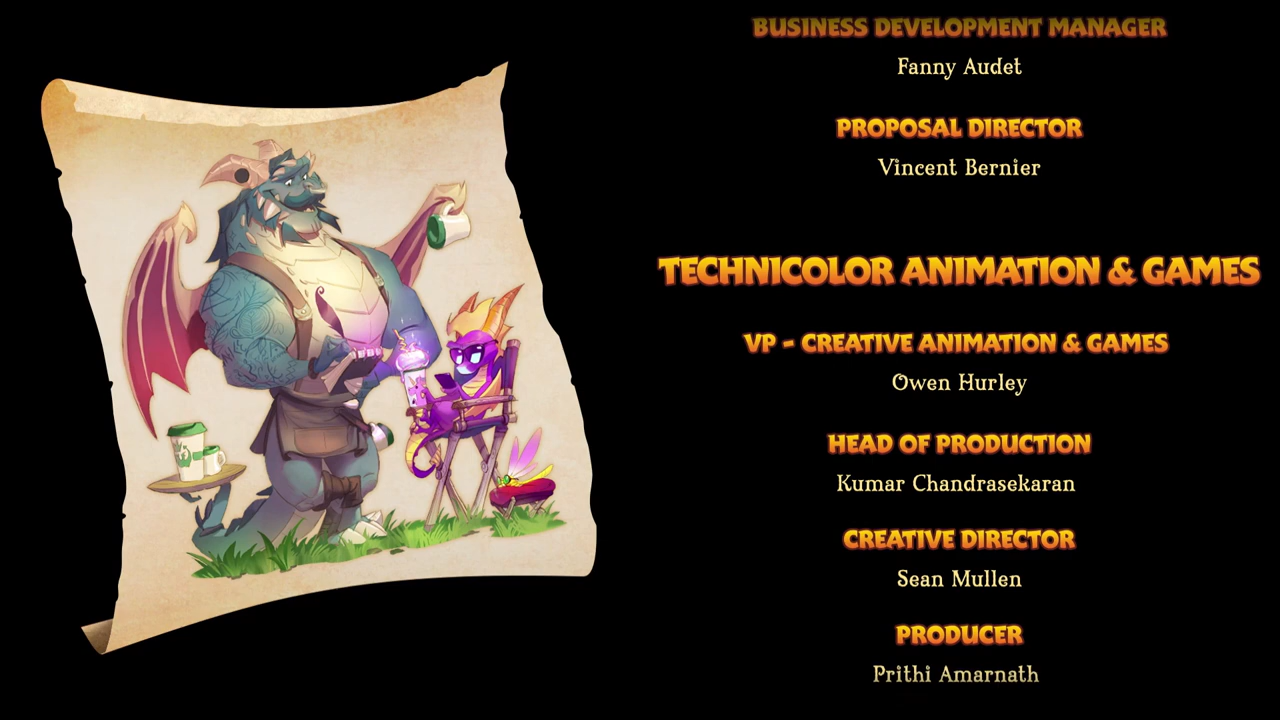 BUSINESS DEVELOPMENT MANAGER
Fanny Audet
PROPOSAL DIRECTOR
Vincent Bernier
TECHNICOLOR ANIMATION & GAMES
VP - CREATIVE ANIMATION & GAMES
Owen Hurley
HEAD OF PRODUCTION
Kumar Chandrasekaran
CREATIVE DIRECTOR
Sean Mullen
PRODUCER
Prithi Amarnath